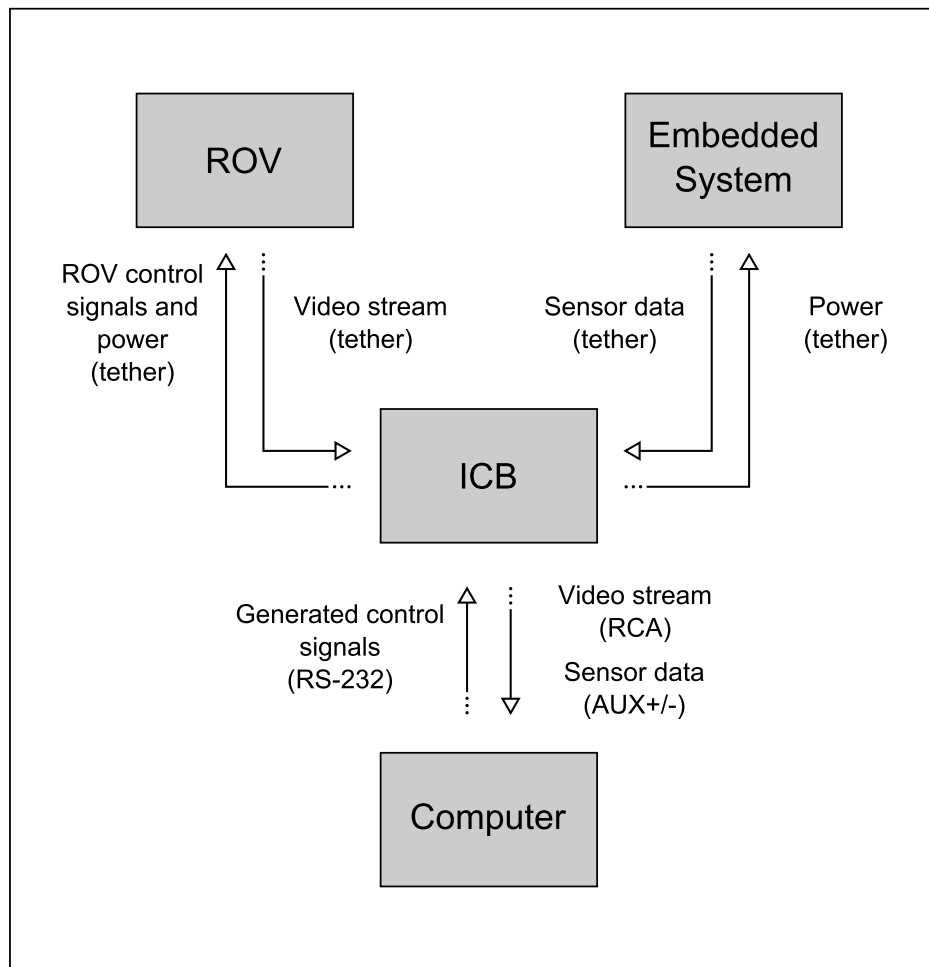 ROV
Embedded
System
ROV control
signals and
power
(tether)
Video stream
(tether)
Sensor data
(tether)
Power
(tether)
ICB
Generated control
signals
(RS-232)
Video stream
(RCA)
Sensor data
(AUX+/-)
Computer